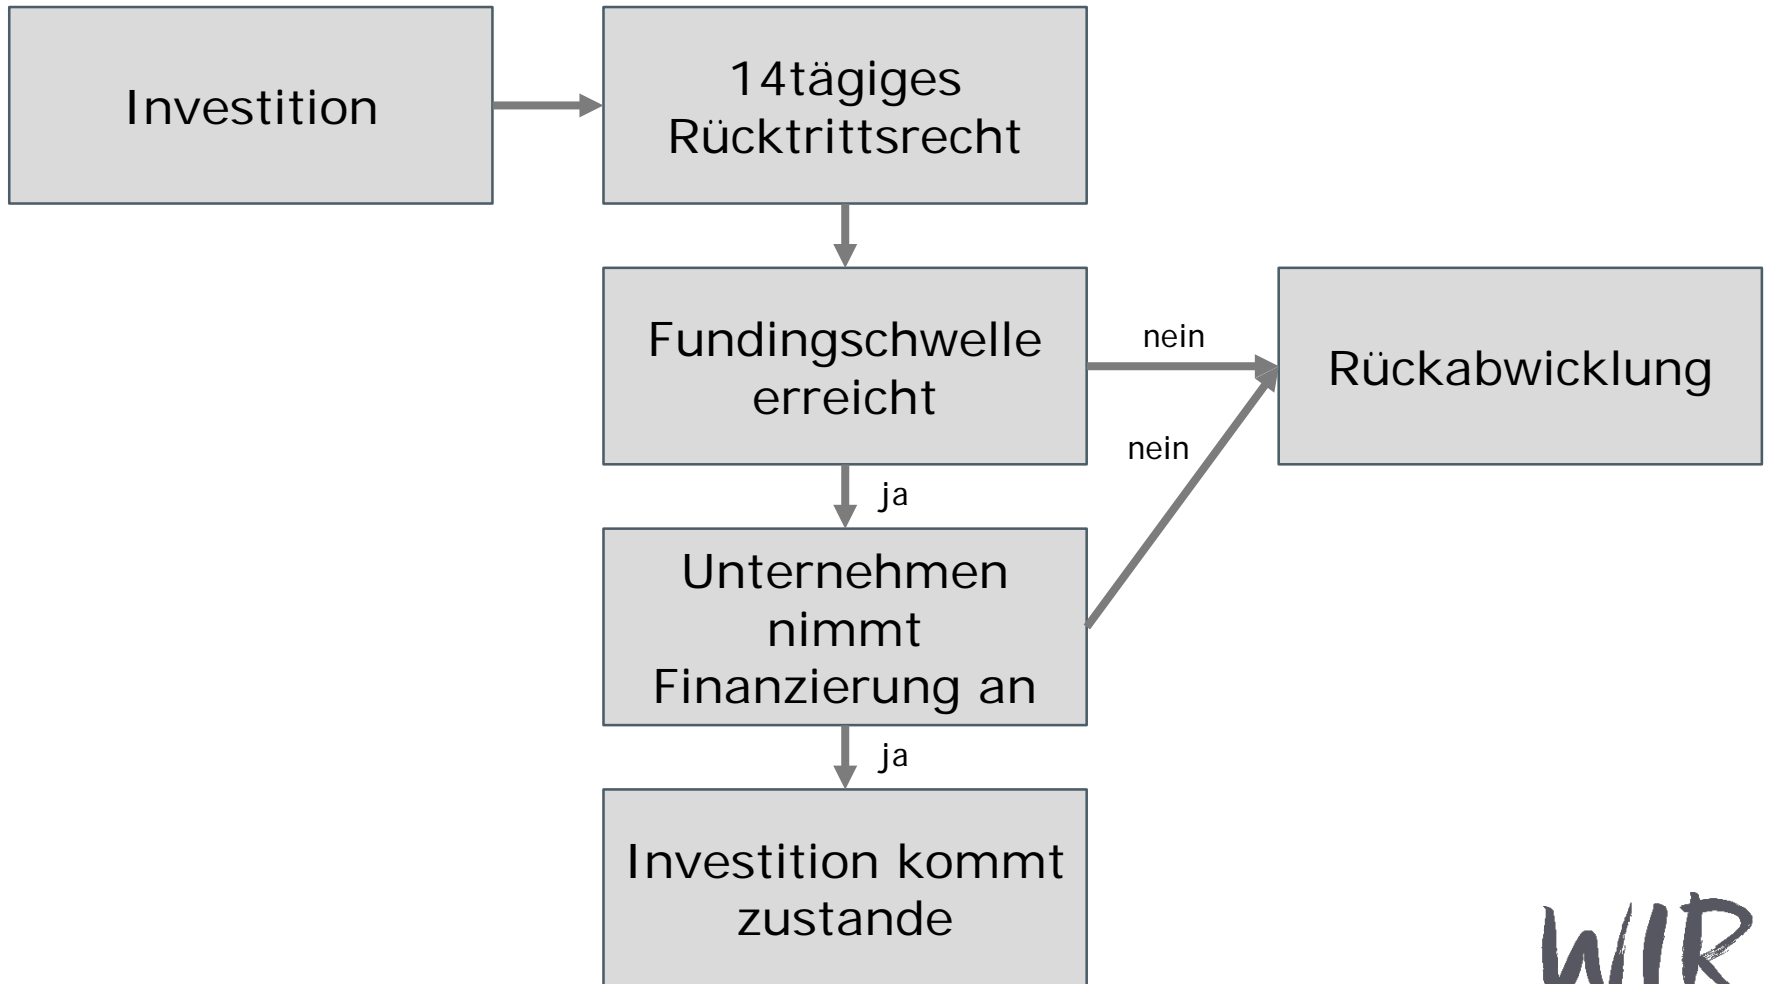 Investition
14tägiges
Rücktrittsrecht
Fundingschwelle
erreicht
nein
Rückabwicklung
nein
ja
Unternehmen
nimmt
Finanzierung an
ja
Investition kommt
zustande
WIR